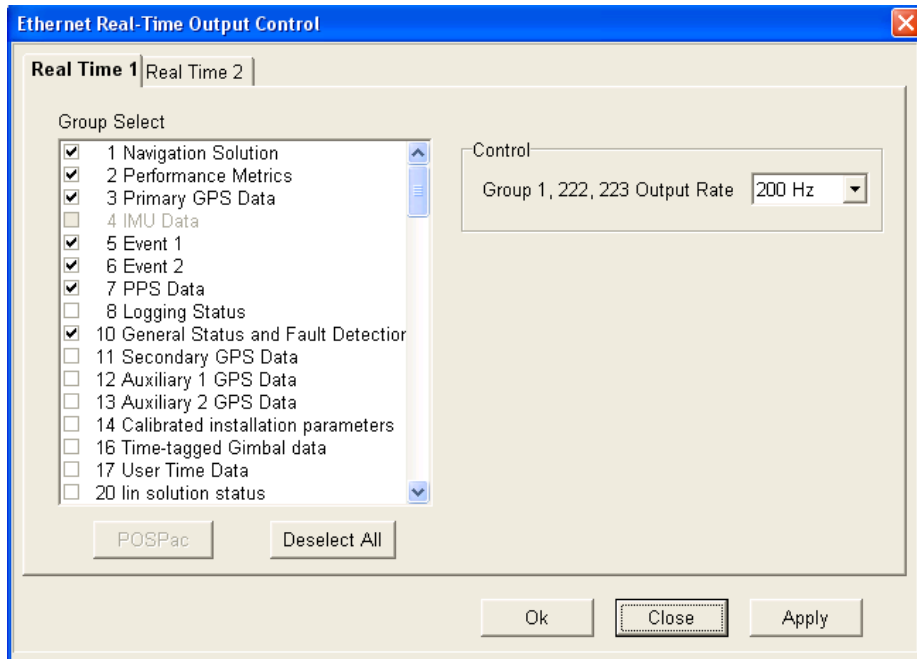 Ethernet Real-Time Output Control
Real Time 1 Real Time 2
Group Select
1 Navigation Solution
2 Performance Metrics
3 Primary GPS Data
4 IMU Data
5 Event 1
6 Event 2
7 PPS Data
8 Logging Status
10 General Status and Fault Detection
11 Secondary GPS Data
12 Auxiliary 1 GPS Data
13 Auxiliary 2 GPS Data
14 Calibrated installation parameters
16 Time-tagged Gimbal data
17 User Time Data
20 Iin solution status
POSPac Deselect All
Control
Group 1, 222, 223 Output Rate 200 Hz
Ok Close Apply